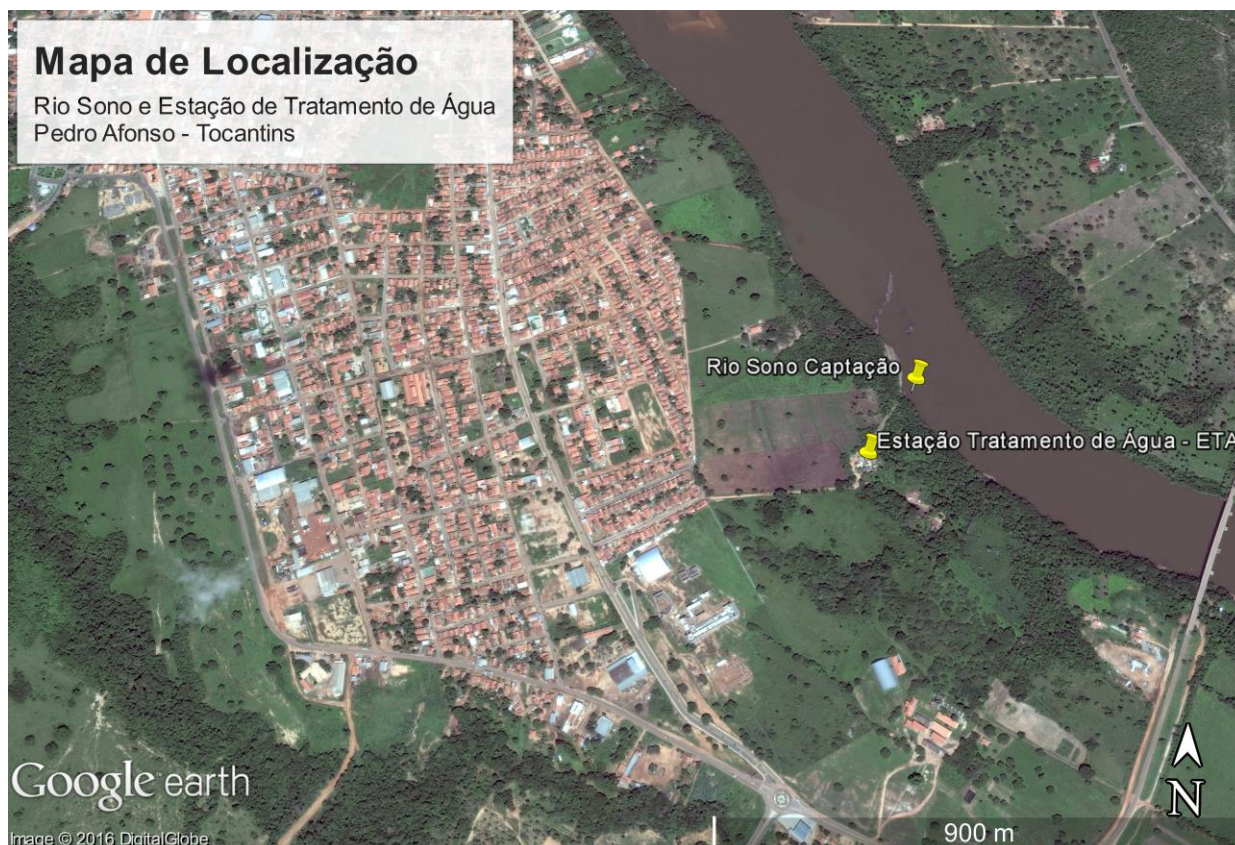 Mapa de Localização
Rio Sono e Estação de Tratamento de Água
Pedro Afonso - Tocantins
Rio Sono Captação
Estação Tratamento de Água - ETA
Google earth
N
Image © 2016 DigitalGlobe
900 m